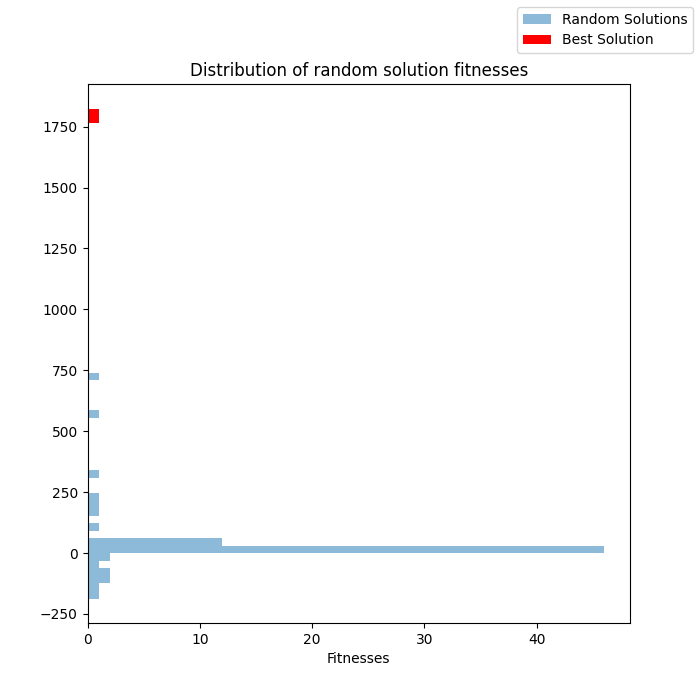 Random Solutions
Best Solution
Distribution of random solution fitnesses
1750
1500
1250
1000
750
500
250
0
−250
0 10 20 30 40
Fitnesses